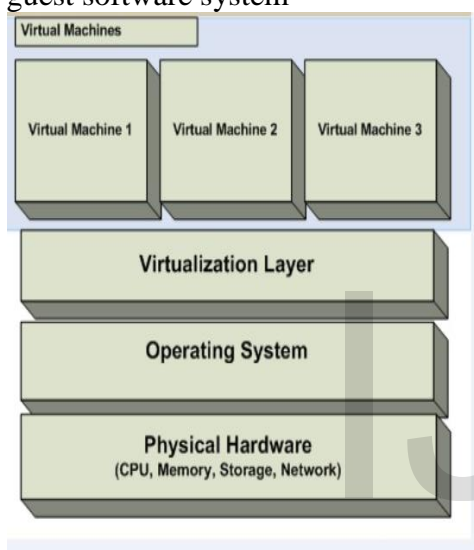 guest software system
Virtual Machines
Virtual Machine 1
Virtual Machine 2
Virtual Machine 3
Virtualization Layer
Operating System
Physical Hardware
(CPU, Memory, Storage, Network)